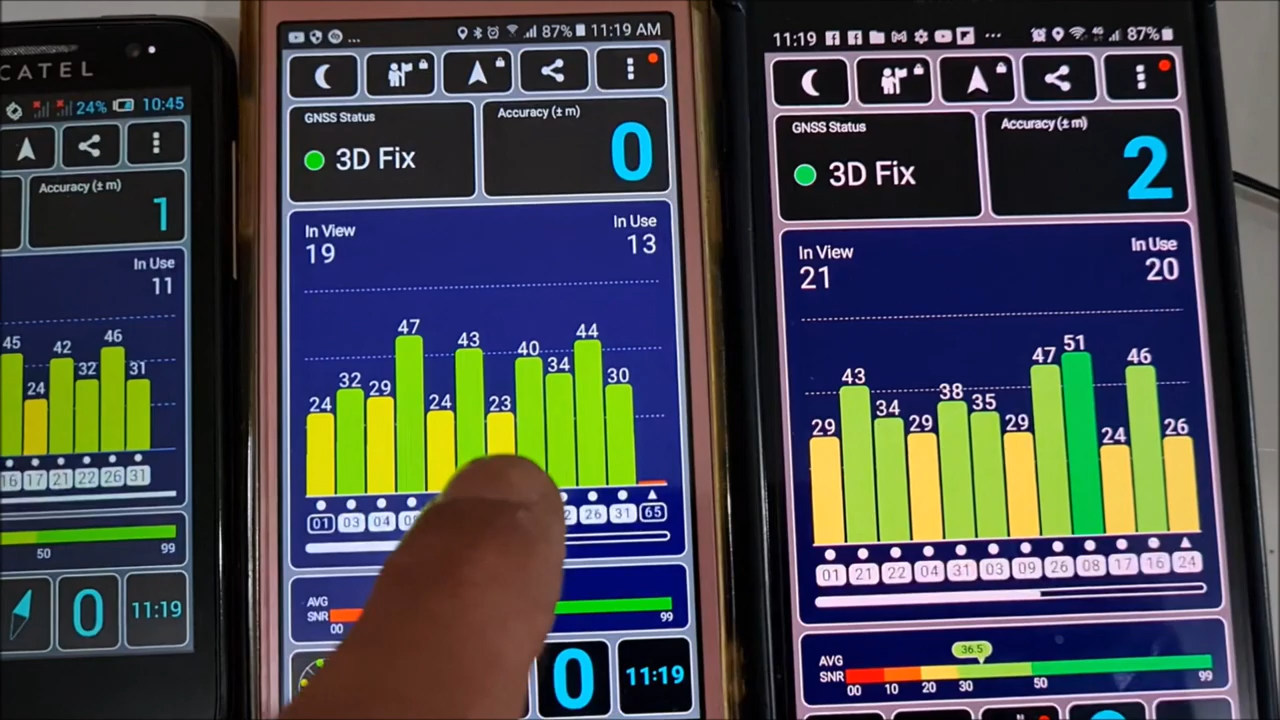 CATEL
24% 10:45
Accuracy (± m)
1
In Use
11
45 24 42 32 46 31
16 17 21 22 26 31
50 99
0 11:19
... 87% 11:19 AM
GNSS Status
3D Fix
Accuracy (± m)
0
In View
19
In Use
13
24 32 29 47 24 43 23 40 34 44 30
01 03 04 26 31 65
AVG
SNR
00 99
0 11:19
11:19 ... 87%
GNSS Status
3D Fix
Accuracy (± m)
2
In View
21
In Use
20
29 43 34 29 38 35 29 47 51 24 46 26
01 21 22 04 31 03 09 26 08 17 16 24
36.5
AVG
SNR
00 10 20 30 50 99